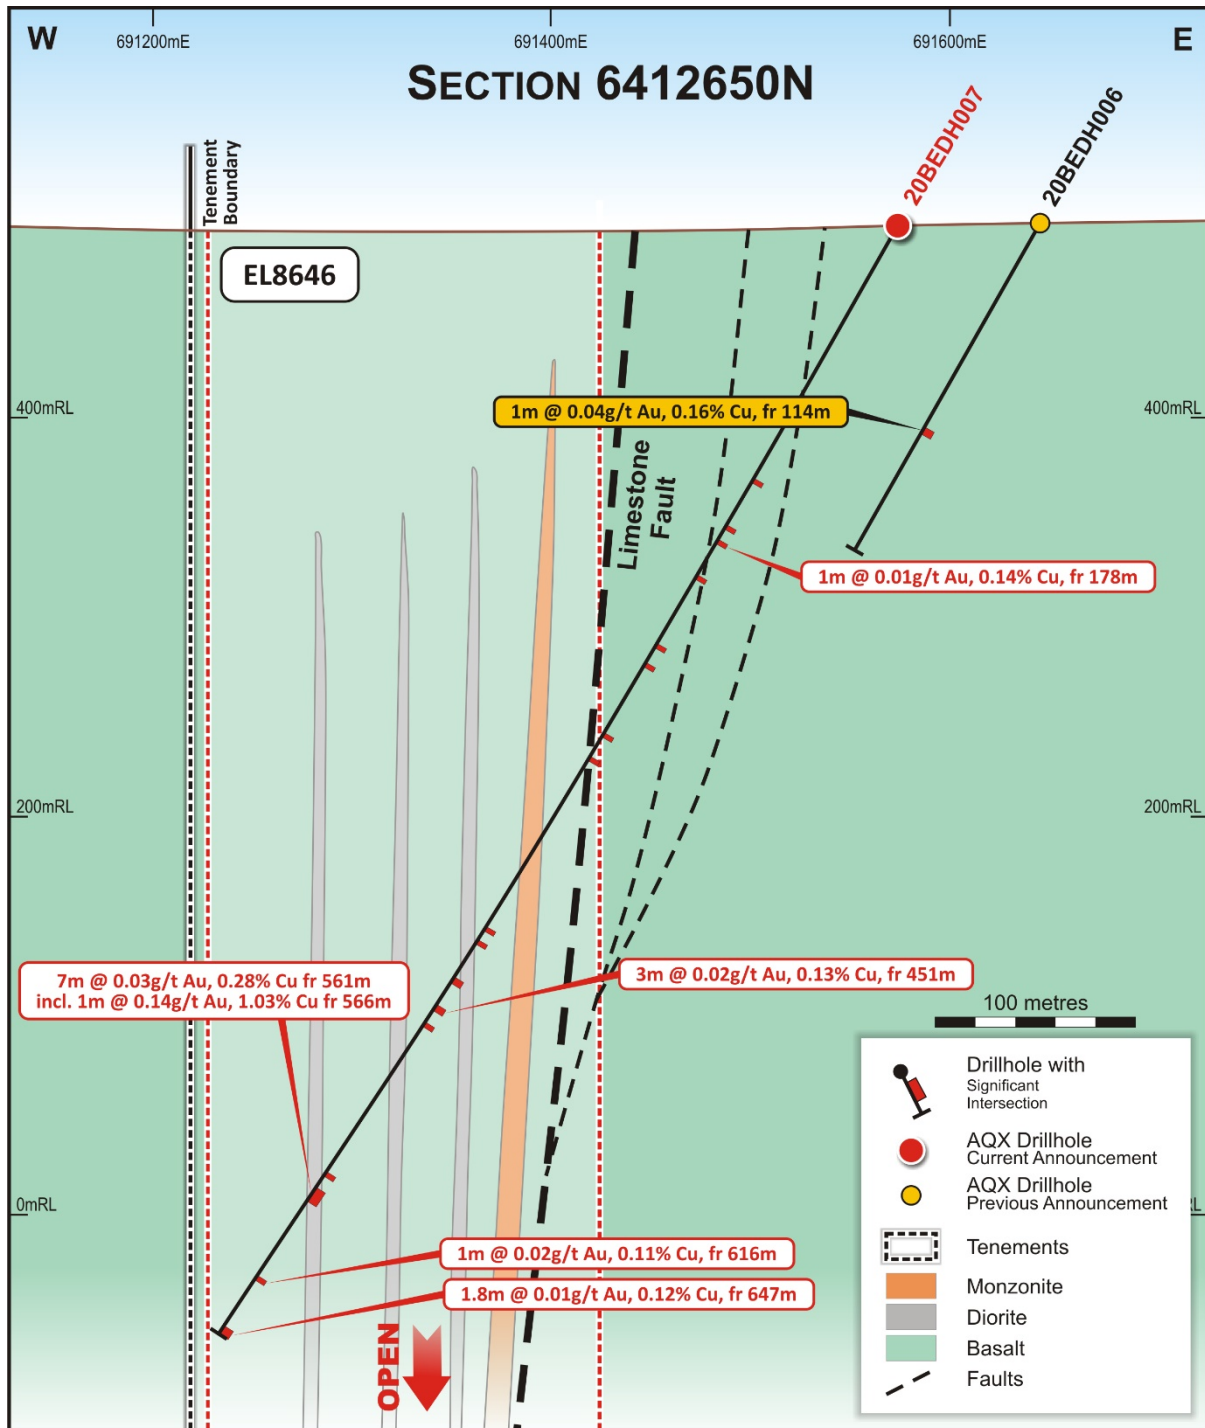 W
691200mE
691400mE
691600mE
E
SECTION 6412650N
Tenement
Boundary
20BEDH007
20BEDH006
EL8646
400mRL
400mRL
1m @ 0.04g/t Au, 0.16% Cu, fr 114m
Limestone
Fault
1m @ 0.01g/t Au, 0.14% Cu, fr 178m
200mRL
200mRL
7m @ 0.03g/t Au, 0.28% Cu fr 561m
incl. 1m @ 0.14g/t Au, 1.03% Cu fr 566m
3m @ 0.02g/t Au, 0.13% Cu, fr 451m
100 metres
Drillhole with
Significant
Intersection
AQX Drillhole
Current Announcement
AQX Drillhole
Previous Announcement
0mRL
RL
Tenements
1m @ 0.02g/t Au, 0.11% Cu, fr 616m
Monzonite
1.8m @ 0.01g/t Au, 0.12% Cu, fr 647m
Diorite
Basalt
Faults
OPEN